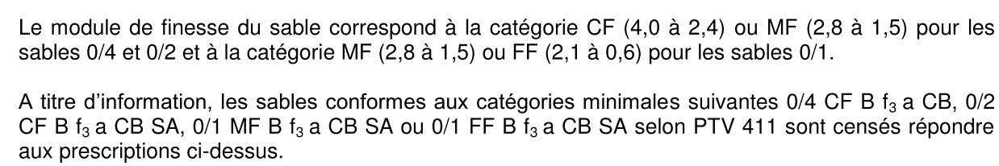 Le module de finesse du sable correspond à la catégorie CF (4,0 à 2,4) ou MF (2,8 à 1,5) pour les
sables 0/4 et 0/2 et à la catégorie MF (2,8 à 1,5) ou FF (2,1 à 0,6) pour les sables 0/1.
A titre d'information, les sables conformes aux catégories minimales suivantes 0/4 CF B f₃ a CB, 0/2
CF B f₃ a CB SA, 0/1 MF B f₃ a CB SA ou 0/1 FF B f₃ a CB SA selon PTV 411 sont censés répondre
aux prescriptions ci-dessus.